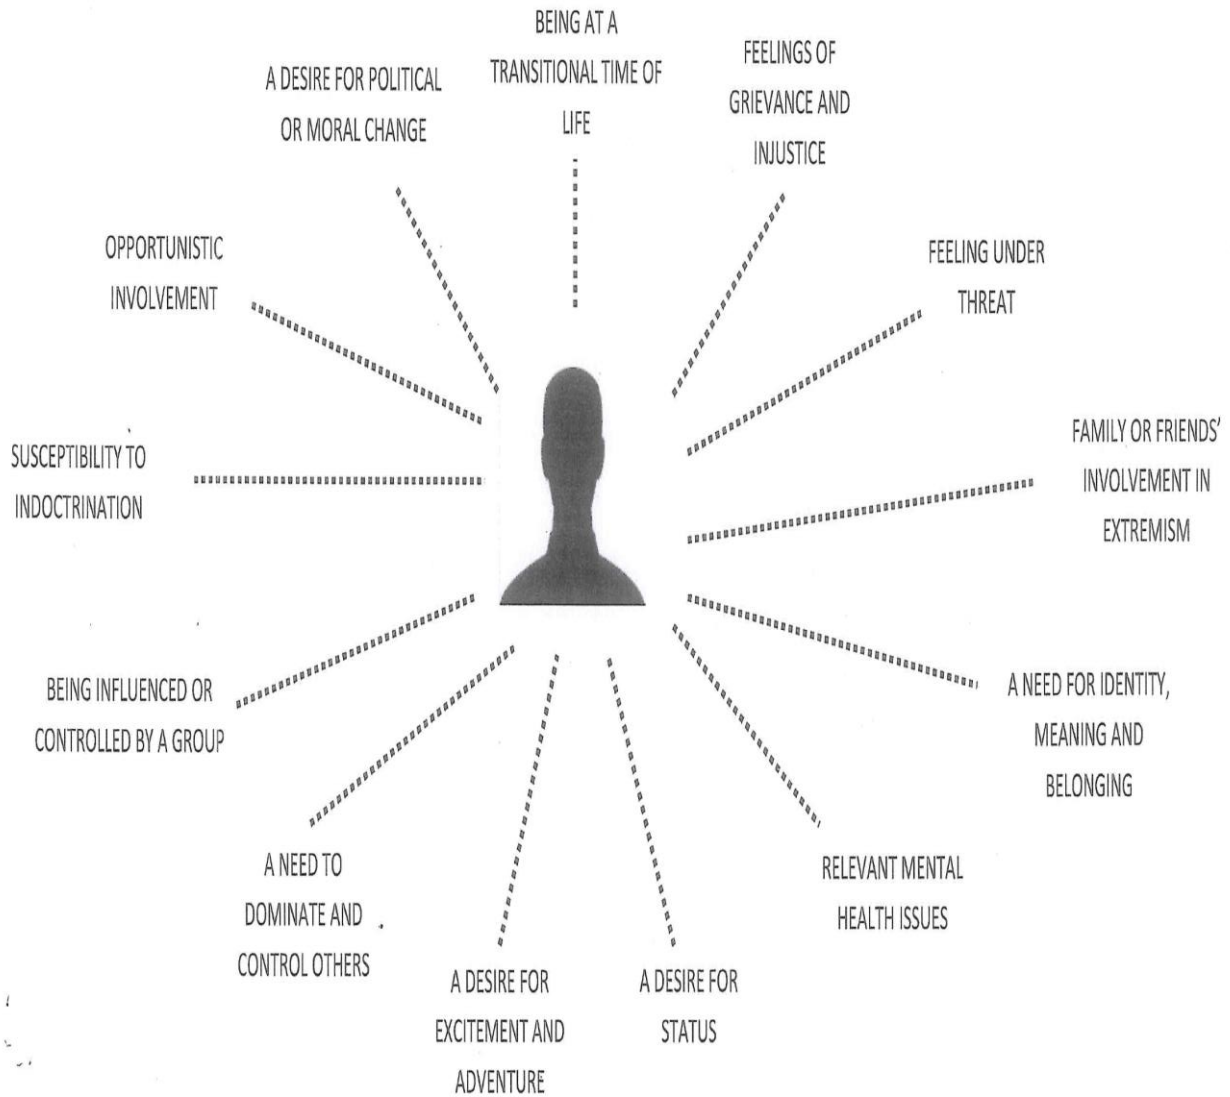 BEING AT A
TRANSITIONAL TIME OF
LIFE
FEELINGS OF
GRIEVANCE AND
INJUSTICE
FEELING UNDER
THREAT
FAMILY OR FRIENDS'
INVOLVEMENT IN
EXTREMISM
A NEED FOR IDENTITY,
MEANING AND
BELONGING
RELEVANT MENTAL
HEALTH ISSUES
A DESIRE FOR
STATUS
A DESIRE FOR
EXCITEMENT AND
ADVENTURE
A NEED TO
DOMINATE AND
CONTROL OTHERS
BEING INFLUENCED OR
CONTROLLED BY A GROUP
SUSCEPTIBILITY TO
INDOCTRINATION
OPPORTUNISTIC
INVOLVEMENT
A DESIRE FOR POLITICAL
OR MORAL CHANGE